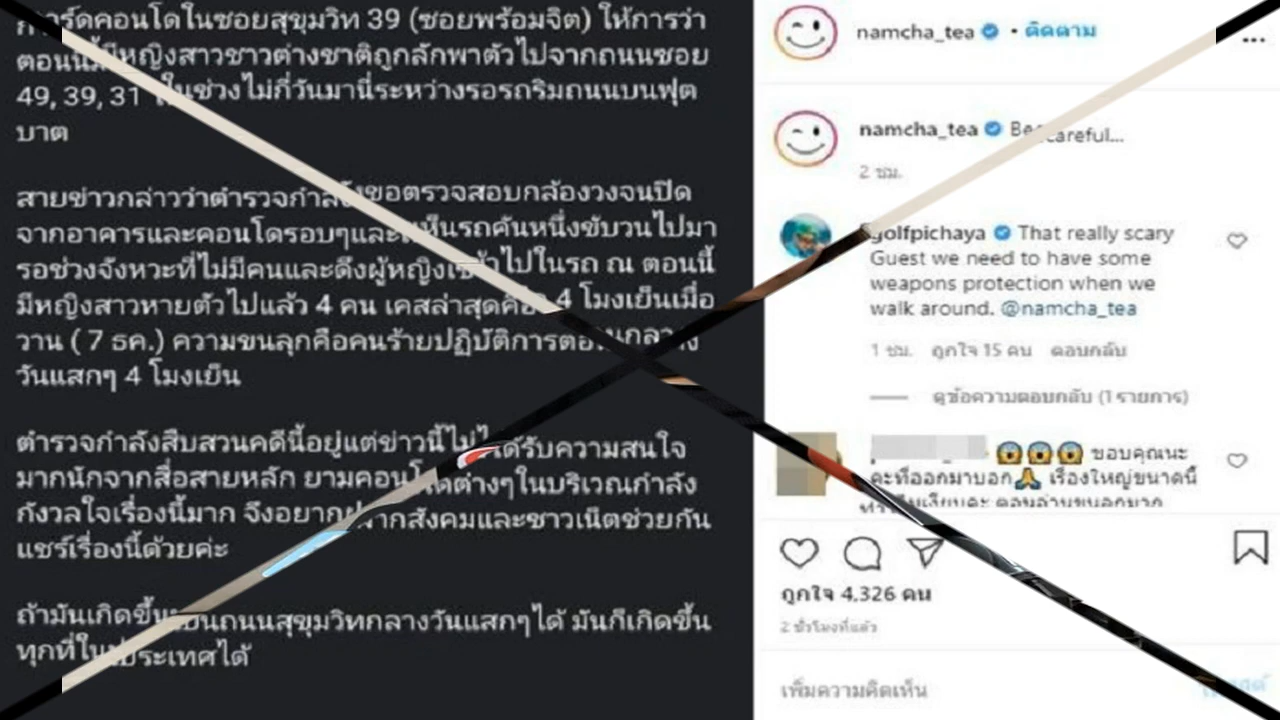 การ์ดคอนโดในซอยสุขุมวิท 39 (ซอยพร้อมจิต) ให้การว่า
ตอนนี้มีหญิงสาวชาวต่างชาติถูกลักพาตัวไปจากถนนซอย
49, 39, 31 ในช่วงไม่กี่วันมานี่ระหว่างรอรถริมถนนบนฟุต
บาต
สายข่าวกล่าวว่าตำรวจกำลังขอตรวจสอบกล้องวงจนปิด
จากอาคารและคอนโดรอบๆและเห็นรถคันหนึ่งขับวนไปมา
รอช่วงจังหวะที่ไม่มีคนและดึงผู้หญิงเข้าไปในรถ ณ ตอนนี้
มีหญิงสาวหายตัวไปแล้ว 4 คน เคสล่าสุดคือ 4 โมงเย็นเมื่อ
วาน ( 7 ธค.) ความขนลุกคือคนร้ายปฏิบัติการตอนกลาง
วันแสกๆ 4 โมงเย็น
ตำรวจกำลังสืบสวนคดีนี้อยู่แต่ข่าวนี้ไม่ได้รับความสนใจ
มากนักจากสื่อสายหลัก ยามคอนโดต่างๆในบริเวณกำลัง
กังวลใจเรื่องนี้มาก จึงอยากฝากสังคมและชาวเน็ตช่วยกัน
แชร์เรื่องนี้ด้วยค่ะ
ถ้ามันเกิดขึ้นบนถนนสุขุมวิทกลางวันแสกๆได้ มันก็เกิดขึ้น
ทุกที่ในประเทศได้
namcha_tea • ติดตาม
namcha_tea Be careful...
2 ชม.
golfpichaya That really scary
Guest we need to have some
weapons protection when we
walk around. @namcha_tea
1 ชม. ถูกใจ 15 คน ตอบกลับ
ดูข้อความตอบกลับ (1 รายการ)
😱😱😱 ขอบคุณนะ
คะที่ออกมาบอก🙏 เรื่องใหญ่ขนาดนี้
ตอนอ่านขนลุกมาก
ถูกใจ 4,326 คน
2 ชั่วโมงที่แล้ว
เพิ่มความคิดเห็น